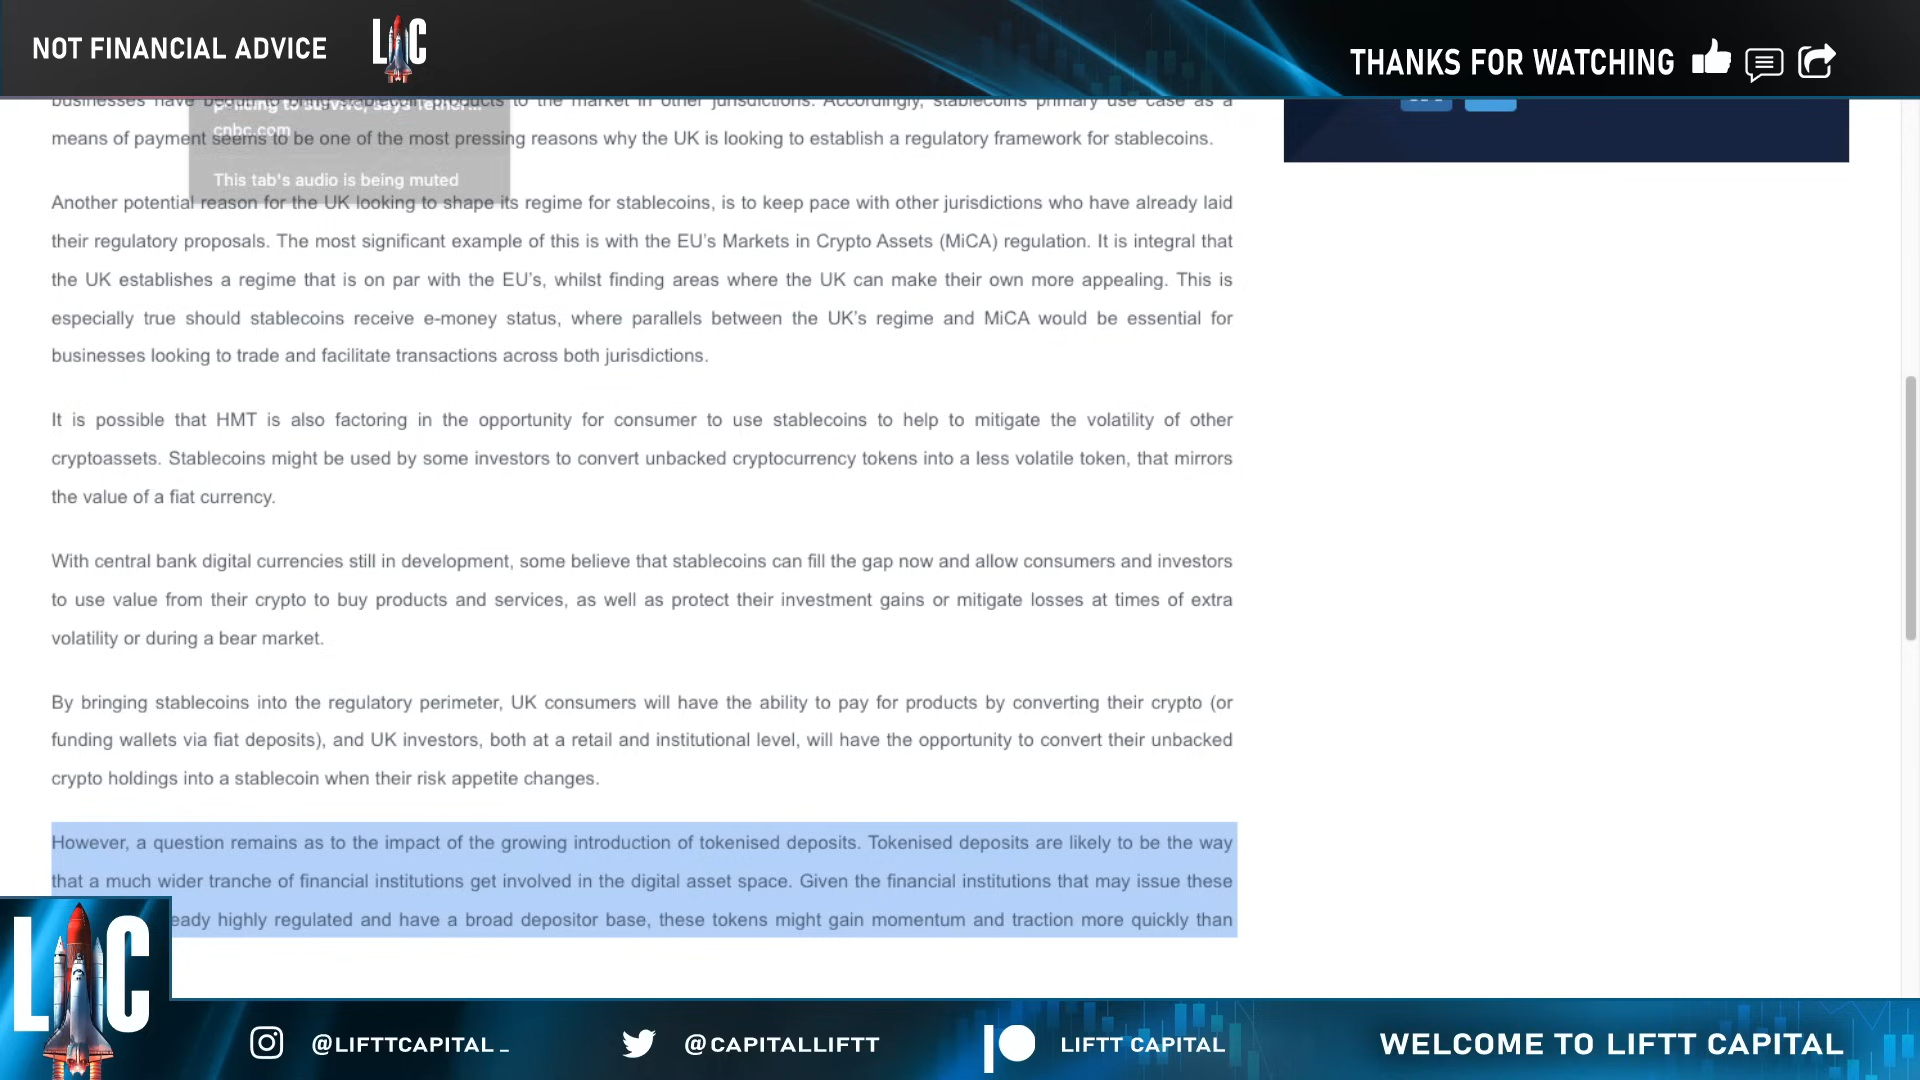 NOT FINANCIAL ADVICE
LC
THANKS FOR WATCHING
to the market in other jurisdictions. Accordingly, stablecoins primary use case as a
cnbc.com
means of payment seems to be one of the most pressing reasons why the UK is looking to establish a regulatory framework for stablecoins.
This tab's audio is being muted
Another potential reason for the UK looking to shape its regime for stablecoins, is to keep pace with other jurisdictions who have already laid
their regulatory proposals. The most significant example of this is with the EU's Markets in Crypto Assets (MiCA) regulation. It is integral that
the UK establishes a regime that is on par with the EU's, whilst finding areas where the UK can make their own more appealing. This is
especially true should stablecoins receive e-money status, where parallels between the UK's regime and MiCA would be essential for
businesses looking to trade and facilitate transactions across both jurisdictions.
It is possible that HMT is also factoring in the opportunity for consumer to use stablecoins to help to mitigate the volatility of other
cryptoassets. Stablecoins might be used by some investors to convert unbacked cryptocurrency tokens into a less volatile token, that mirrors
the value of a fiat currency.
With central bank digital currencies still in development, some believe that stablecoins can fill the gap now and allow consumers and investors
to use value from their crypto to buy products and services, as well as protect their investment gains or mitigate losses at times of extra
volatility or during a bear market.
By bringing stablecoins into the regulatory perimeter, UK consumers will have the ability to pay for products by converting their crypto (or
funding wallets via fiat deposits), and UK investors, both at a retail and institutional level, will have the opportunity to convert their unbacked
crypto holdings into a stablecoin when their risk appetite changes.
However, a question remains as to the impact of the growing introduction of tokenised deposits. Tokenised deposits are likely to be the way
that a much wider tranche of financial institutions get involved in the digital asset space. Given the financial institutions that may issue these
eady highly regulated and have a broad depositor base, these tokens might gain momentum and traction more quickly than
LC
@LIFTTCAPITAL_
@CAPITALLIFTT
LIFTT CAPITAL
WELCOME TO LIFTT CAPITAL